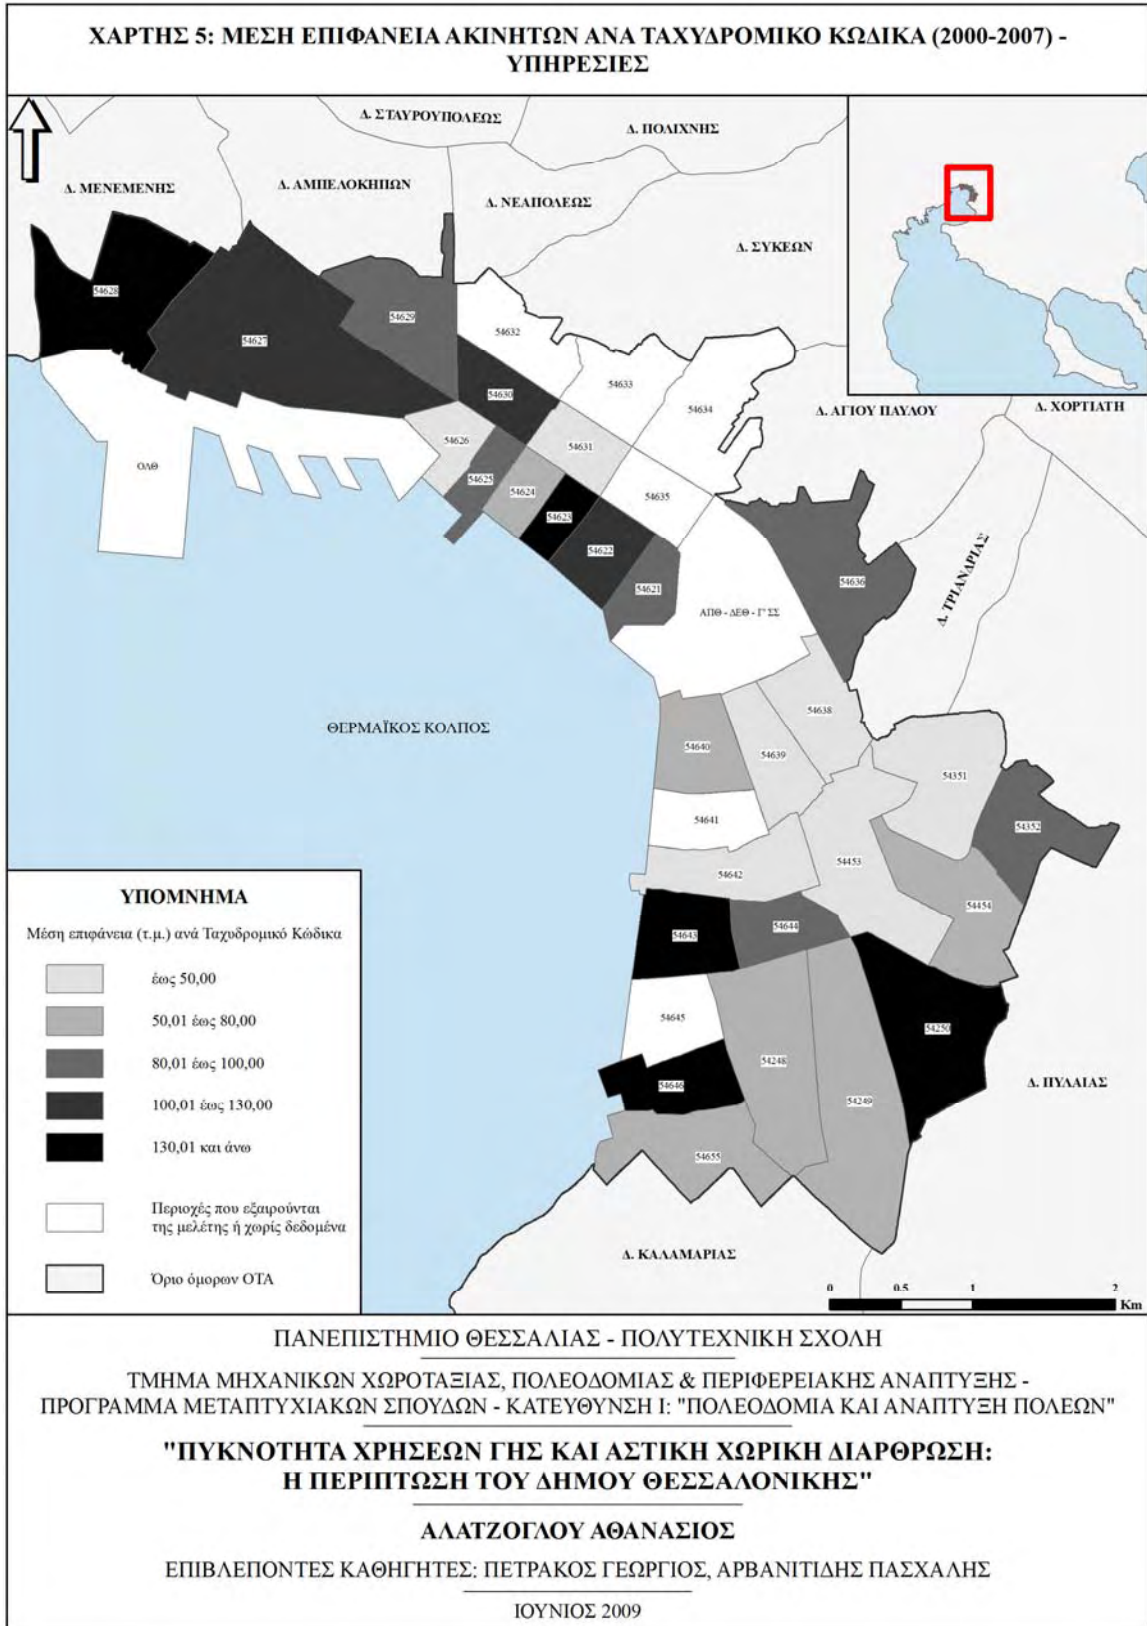 ΧΑΡΤΗΣ 5: ΜΕΣΗ ΕΠΙΦΑΝΕΙΑ ΑΚΙΝΗΤΩΝ ΑΝΑ ΤΑΧΥΔΡΟΜΙΚΟ ΚΩΔΙΚΑ (2000-2007) -
ΥΠΗΡΕΣΙΕΣ
Δ. ΣΤΑΥΡΟΥΠΟΛΕΩΣ
Δ. ΠΟΛΙΧΝΗΣ
Δ. ΜΕΝΕΜΕΝΗΣ
Δ. ΑΜΠΕΛΟΚΗΠΩΝ
Δ. ΝΕΑΠΟΛΕΩΣ
Δ. ΣΥΚΕΩΝ
54628
54629
54627
54632
54633
54630
54634
Δ. ΑΓΙΟΥ ΠΑΥΛΟΥ
Δ. ΧΟΡΤΙΑΤΗ
54626
54631
ΟΛΘ
54625
54624
54635
54623
54622
54621
54636
Δ. ΤΡΙΑΝΔΡΙΑΣ
ΑΠΘ - ΔΕΘ - Γ' ΣΣ
ΘΕΡΜΑΪΚΟΣ ΚΟΛΠΟΣ
54638
54640
54639
54351
54641
54352
54453
54642
54454
54643
54644
54645
54250
54248
54646
54249
54655
Δ. ΠΥΛΑΙΑΣ
Δ. ΚΑΛΑΜΑΡΙΑΣ
ΥΠΟΜΝΗΜΑ
Μέση επιφάνεια (τ.μ.) ανά Ταχυδρομικό Κώδικα
έως 50,00
50,01 έως 80,00
80,01 έως 100,00
100,01 έως 130,00
130,01 και άνω
Περιοχές που εξαιρούνται
της μελέτης ή χωρίς δεδομένα
Όριο όμορων ΟΤΑ
0 0.5 1 2
Km
ΠΑΝΕΠΙΣΤΗΜΙΟ ΘΕΣΣΑΛΙΑΣ - ΠΟΛΥΤΕΧΝΙΚΗ ΣΧΟΛΗ
ΤΜΗΜΑ ΜΗΧΑΝΙΚΩΝ ΧΩΡΟΤΑΞΙΑΣ, ΠΟΛΕΟΔΟΜΙΑΣ & ΠΕΡΙΦΕΡΕΙΑΚΗΣ ΑΝΑΠΤΥΞΗΣ -
ΠΡΟΓΡΑΜΜΑ ΜΕΤΑΠΤΥΧΙΑΚΩΝ ΣΠΟΥΔΩΝ - ΚΑΤΕΥΘΥΝΣΗ Ι: "ΠΟΛΕΟΔΟΜΙΑ ΚΑΙ ΑΝΑΠΤΥΞΗ ΠΟΛΕΩΝ"
"ΠΥΚΝΟΤΗΤΑ ΧΡΗΣΕΩΝ ΓΗΣ ΚΑΙ ΑΣΤΙΚΗ ΧΩΡΙΚΗ ΔΙΑΡΘΡΩΣΗ:
Η ΠΕΡΙΠΤΩΣΗ ΤΟΥ ΔΗΜΟΥ ΘΕΣΣΑΛΟΝΙΚΗΣ"
ΑΛΑΤΖΟΓΛΟΥ ΑΘΑΝΑΣΙΟΣ
ΕΠΙΒΛΕΠΟΝΤΕΣ ΚΑΘΗΓΗΤΕΣ: ΠΕΤΡΑΚΟΣ ΓΕΩΡΓΙΟΣ, ΑΡΒΑΝΙΤΙΔΗΣ ΠΑΣΧΑΛΗΣ
ΙΟΥΝΙΟΣ 2009